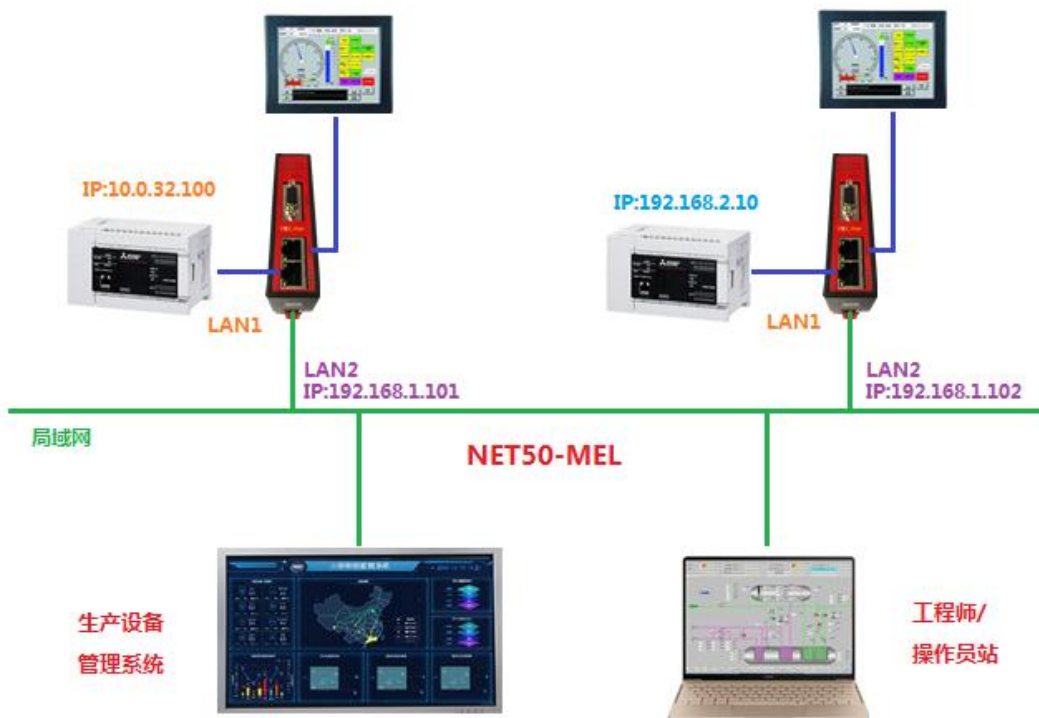 IP:10.0.32.100
IP:192.168.2.10
LAN1
LAN1
LAN2
IP:192.168.1.101
LAN2
IP:192.168.1.102
局域网
NET50-MEL
生产设备
管理系统
工程师/
操作员站